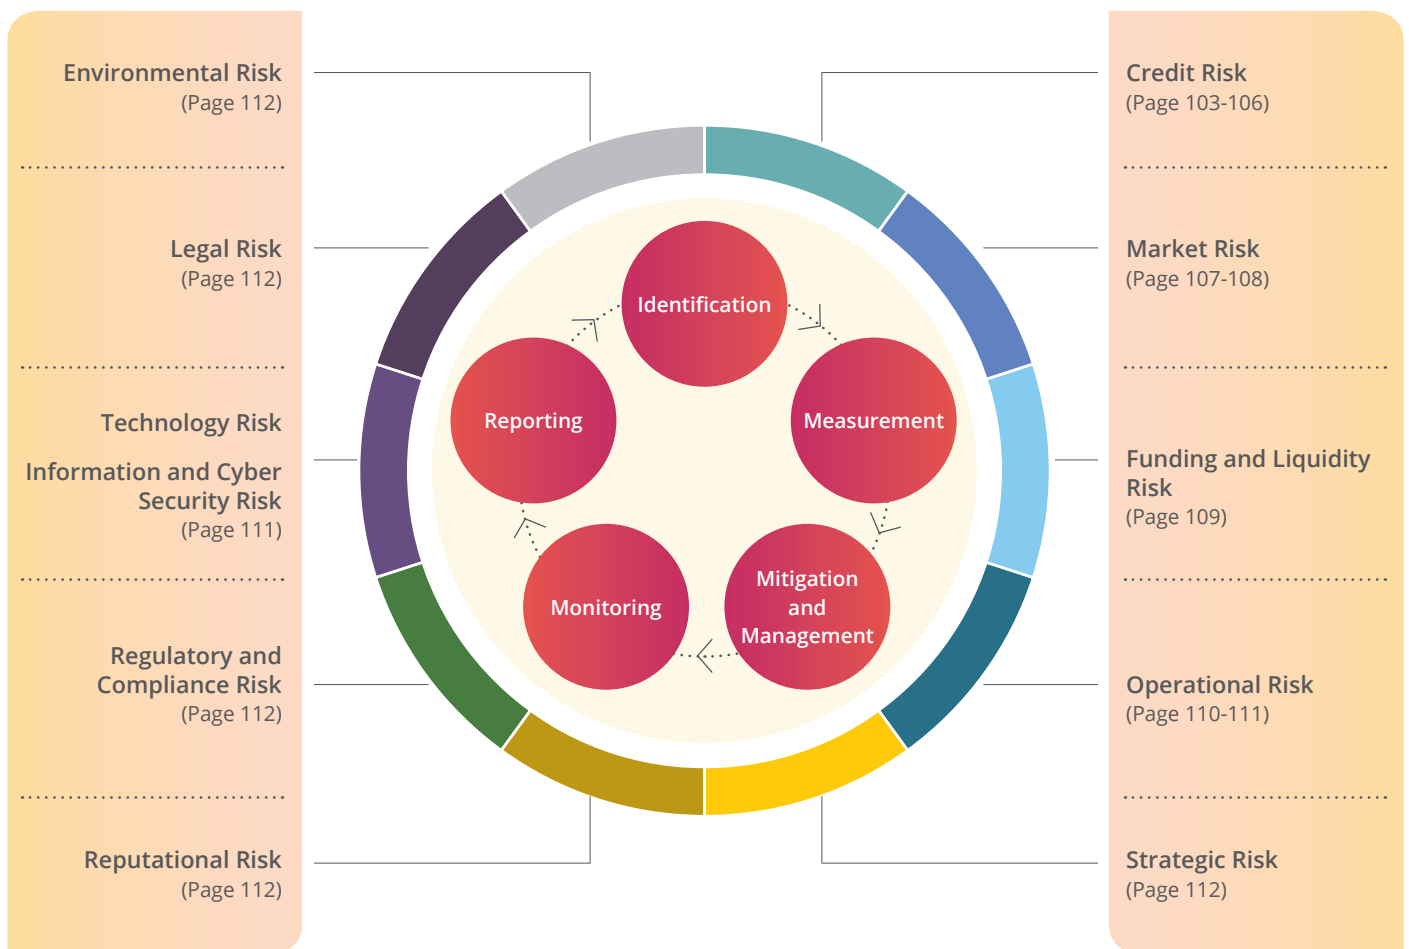 Environmental Risk
(Page 112)
Legal Risk
(Page 112)
Technology Risk
Information and Cyber
Security Risk
(Page 111)
Regulatory and
Compliance Risk
(Page 112)
Reputational Risk
(Page 112)
Identification
Measurement
Mitigation
and
Management
Monitoring
Reporting
Credit Risk
(Page 103-106)
Market Risk
(Page 107-108)
Funding and Liquidity
Risk
(Page 109)
Operational Risk
(Page 110-111)
Strategic Risk
(Page 112)